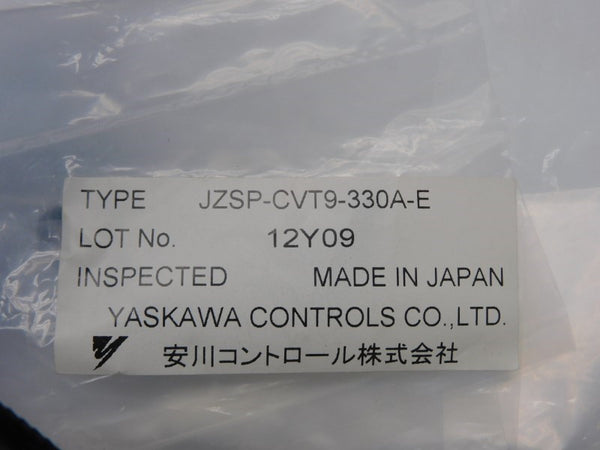 TYPE JZSP-CVT9-330A-E
LOT No. 12Y09
INSPECTED MADE IN JAPAN
YASKAWA CONTROLS CO.,LTD.
安川コントロール株式会社